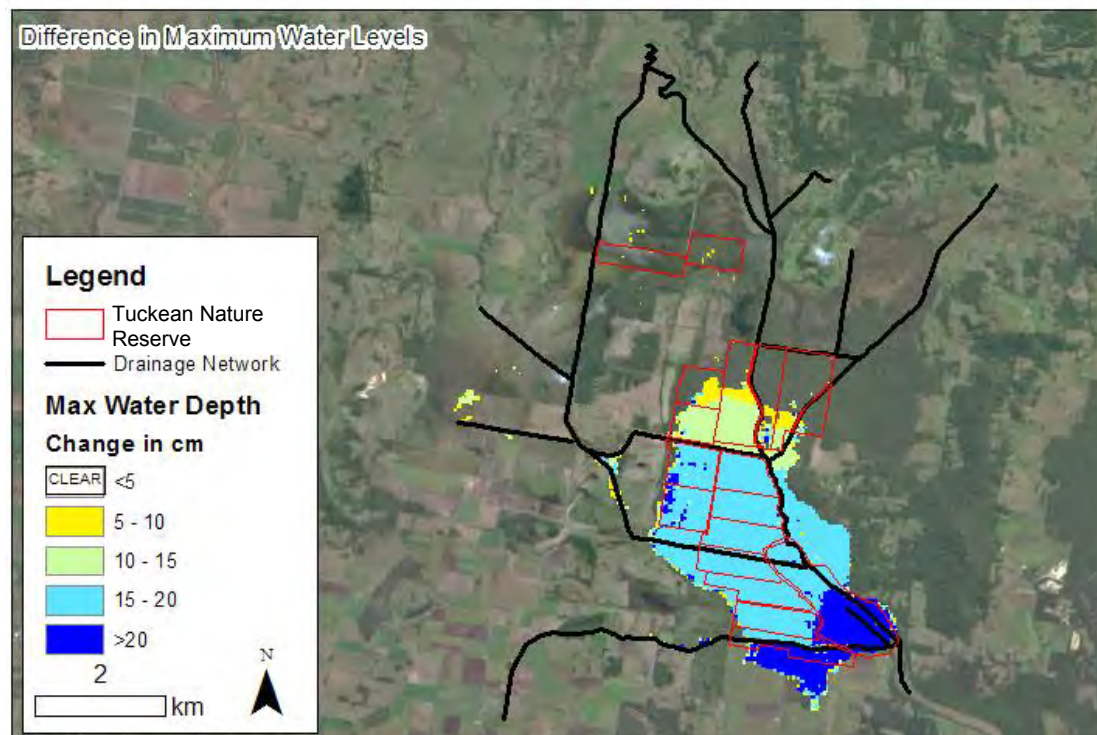 Difference in Maximum Water Levels
Legend
Tuckean Nature
Reserve
Drainage Network
Max Water Depth
Change in cm
CLEAR <5
5 - 10
10 - 15
15 - 20
>20
2
km
N